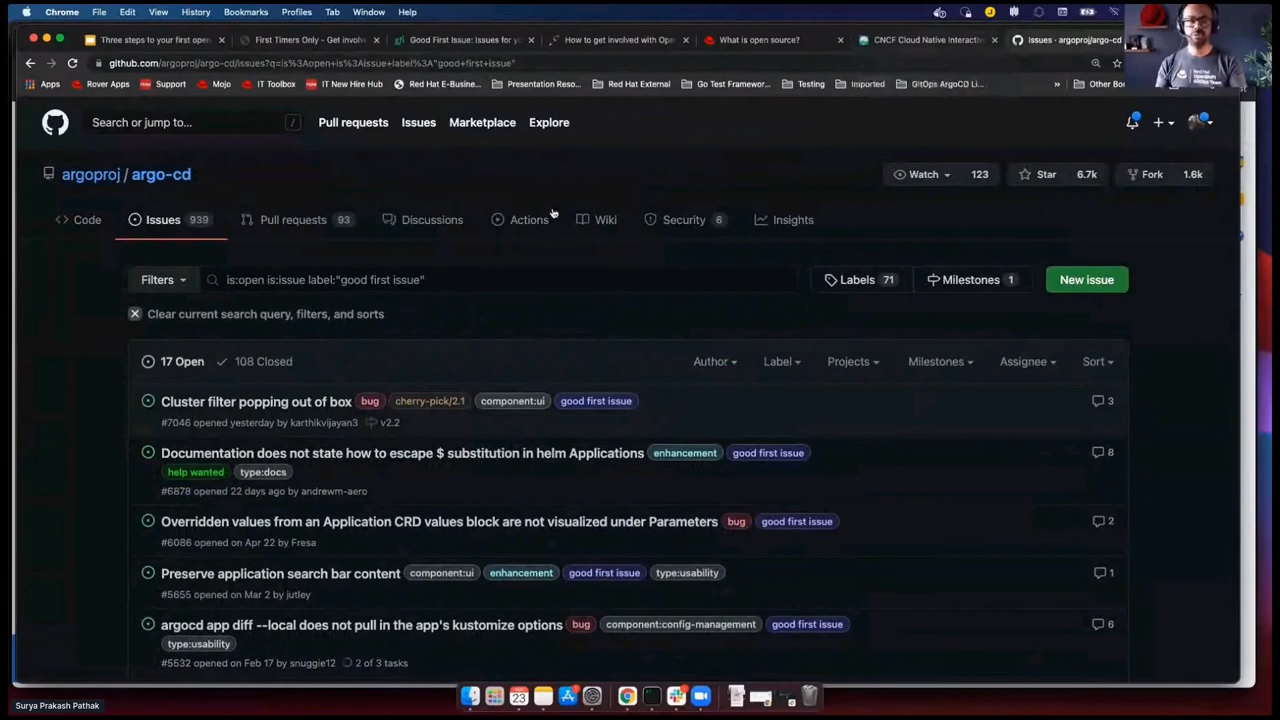 Chrome File Edit View History Bookmarks Profiles Tab Window Help
Three steps to your first open
First Timers Only - Get involv
Good First Issue: Issues for y
How to get involved with Ope
What is open source?
CNCF Cloud Native Interactiv
Issues · argoproj/argo-cd
github.com/argoproj/argo-cd/issues?q=is%3Aopen+is%3Aissue+label%3A"good+first+issue"
Apps Rover Apps Support Mojo IT Toolbox IT New Hire Hub Red Hat E-Busine... Presentation Reso... Red Hat External Go Test Framewor... Testing Imported GitOps ArgoCD Li... » Other Bo
Search or jump to... / Pull requests Issues Marketplace Explore
argoproj / argo-cd Watch 123 Star 6.7k Fork 1.6k
Code Issues 939 Pull requests 93 Discussions Actions Wiki Security 6 Insights
Filters is:open is:issue label:"good first issue" Labels 71 Milestones 1 New issue
Clear current search query, filters, and sorts
17 Open 108 Closed Author Label Projects Milestones Assignee Sort
Cluster filter popping out of box bug cherry-pick/2.1 component:ui good first issue 3
#7046 opened yesterday by karthikvijayan3 v2.2
Documentation does not state how to escape $ substitution in helm Applications enhancement good first issue 8
help wanted type:docs
#6878 opened 22 days ago by andrewm-aero
Overridden values from an Application CRD values block are not visualized under Parameters bug good first issue 2
#6086 opened on Apr 22 by Fresa
Preserve application search bar content component:ui enhancement good first issue type:usability 1
#5655 opened on Mar 2 by jutley
argocd app diff --local does not pull in the app's kustomize options bug component:config-management good first issue 6
type:usability
#5532 opened on Feb 17 by snuggie12 2 of 3 tasks
23
Surya Prakash Pathak